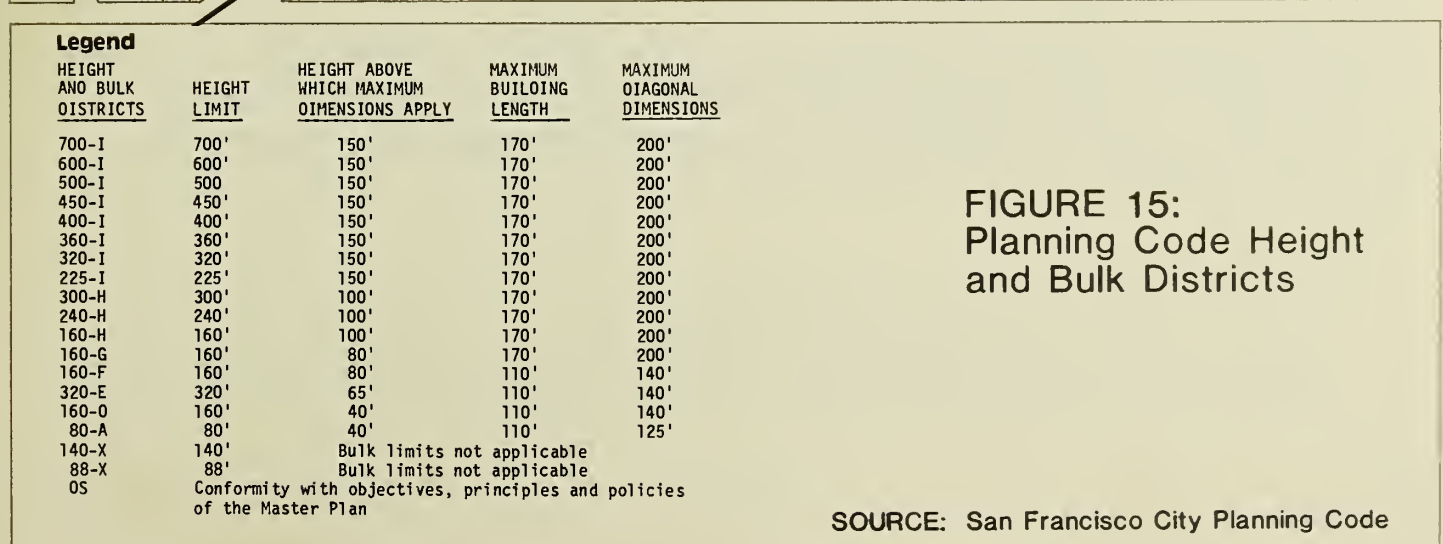 Legend
HEIGHT AND BULK OISTRICTS HEIGHT LIMIT HEIGHT ABOVE WHICH MAXIMUM OIMENSIONS APPLY MAXIMUM BUILOING LENGTH MAXIMUM OIAGONAL DIMENSIONS
700-I 700' 150' 170' 200'
600-I 600' 150' 170' 200'
500-I 500 150' 170' 200'
450-I 450' 150' 170' 200'
400-I 400' 150' 170' 200'
360-I 360' 150' 170' 200'
320-I 320' 150' 170' 200'
225-I 225' 150' 170' 200'
300-H 300' 100' 170' 200'
240-H 240' 100' 170' 200'
160-H 160' 100' 170' 200'
160-G 160' 80' 170' 200'
160-F 160' 80' 110' 140'
320-E 320' 65' 110' 140'
160-O 160' 40' 110' 140'
80-A 80' 40' 110' 125'
140-X 140' Bulk limits not applicable
88-X 88' Bulk limits not applicable
OS Conformity with objectives, principles and policies
of the Master Plan
FIGURE 15:
Planning Code Height
and Bulk Districts
SOURCE: San Francisco City Planning Code